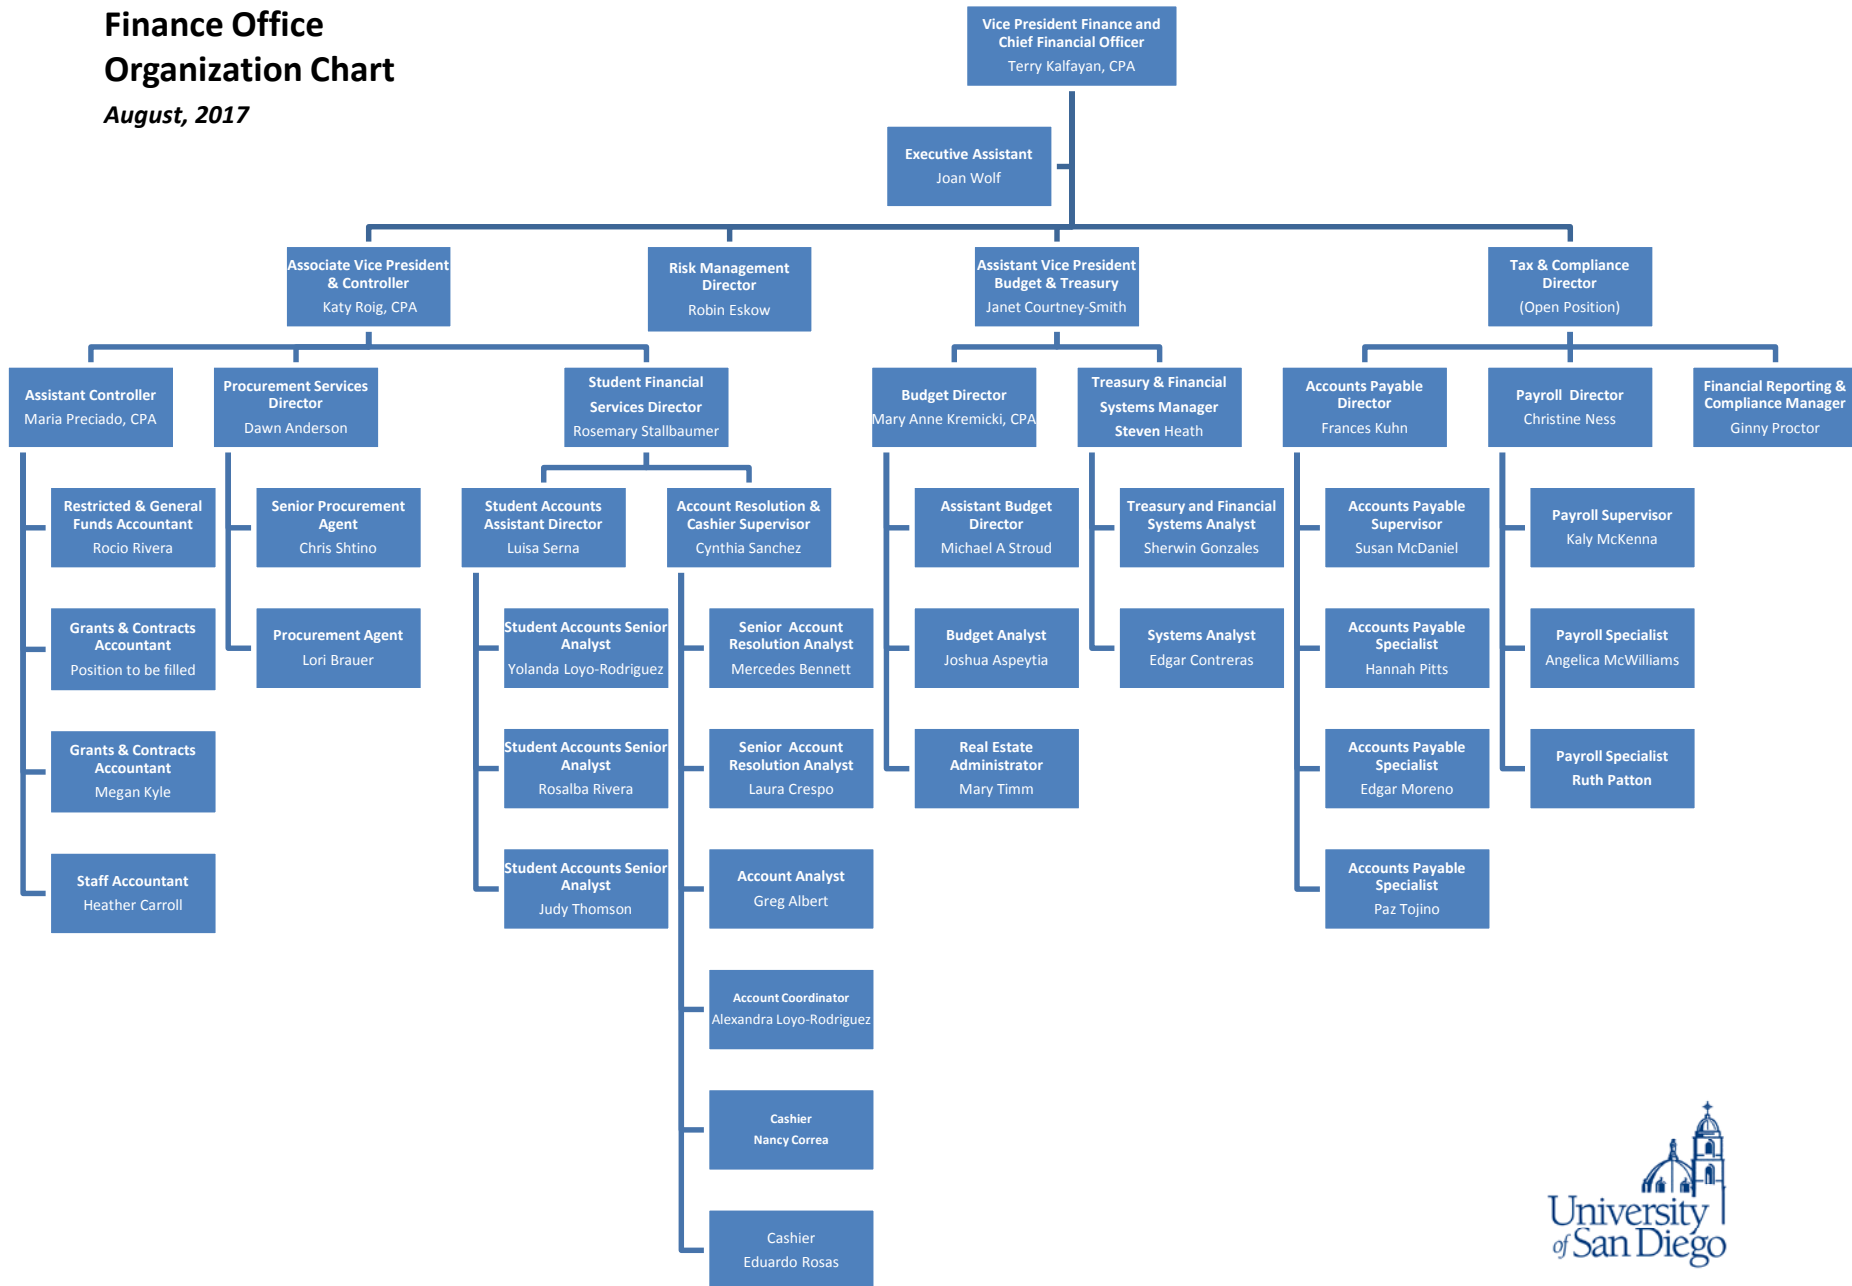 Finance Office
Organization Chart
August, 2017
Vice President Finance and
Chief Financial Officer
Terry Kalfayan, CPA
Executive Assistant
Joan Wolf
Associate Vice President
& Controller
Katy Roig, CPA
Risk Management
Director
Robin Eskow
Assistant Vice President
Budget & Treasury
Janet Courtney-Smith
Tax & Compliance
Director
(Open Position)
Assistant Controller
Maria Preciado, CPA
Procurement Services
Director
Dawn Anderson
Student Financial
Services Director
Rosemary Stallbaumer
Budget Director
Mary Anne Kremicki, CPA
Treasury & Financial
Systems Manager
Steven Heath
Accounts Payable
Director
Frances Kuhn
Payroll Director
Christine Ness
Financial Reporting &
Compliance Manager
Ginny Proctor
Restricted & General
Funds Accountant
Rocio Rivera
Senior Procurement
Agent
Chris Shtino
Student Accounts
Assistant Director
Luisa Serna
Account Resolution &
Cashier Supervisor
Cynthia Sanchez
Assistant Budget
Director
Michael A Stroud
Treasury and Financial
Systems Analyst
Sherwin Gonzales
Accounts Payable
Supervisor
Susan McDaniel
Payroll Supervisor
Kaly McKenna
Grants & Contracts
Accountant
Position to be filled
Procurement Agent
Lori Brauer
Student Accounts Senior
Analyst
Yolanda Loyo-Rodriguez
Senior Account
Resolution Analyst
Mercedes Bennett
Budget Analyst
Joshua Aspeytia
Systems Analyst
Edgar Contreras
Accounts Payable
Specialist
Hannah Pitts
Payroll Specialist
Angelica McWilliams
Grants & Contracts
Accountant
Megan Kyle
Student Accounts Senior
Analyst
Rosalba Rivera
Senior Account
Resolution Analyst
Laura Crespo
Real Estate
Administrator
Mary Timm
Accounts Payable
Specialist
Edgar Moreno
Payroll Specialist
Ruth Patton
Staff Accountant
Heather Carroll
Student Accounts Senior
Analyst
Judy Thomson
Account Analyst
Greg Albert
Accounts Payable
Specialist
Paz Tojino
Account Coordinator
Alexandra Loyo-Rodriguez
Cashier
Nancy Correa
Cashier
Eduardo Rosas
University
of San Diego